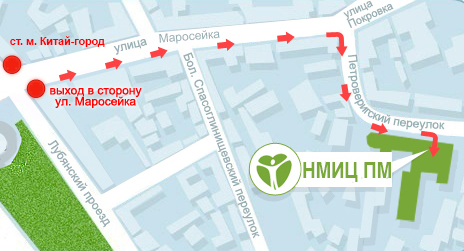 улица
Покровка
улица Маросейка
ст. м. Китай-город
выход в сторону
ул. Маросейка
Петроверигский переулок
Бол. Спасоглинищевский переулок
Лубянский проезд
НМИЦ ПМ